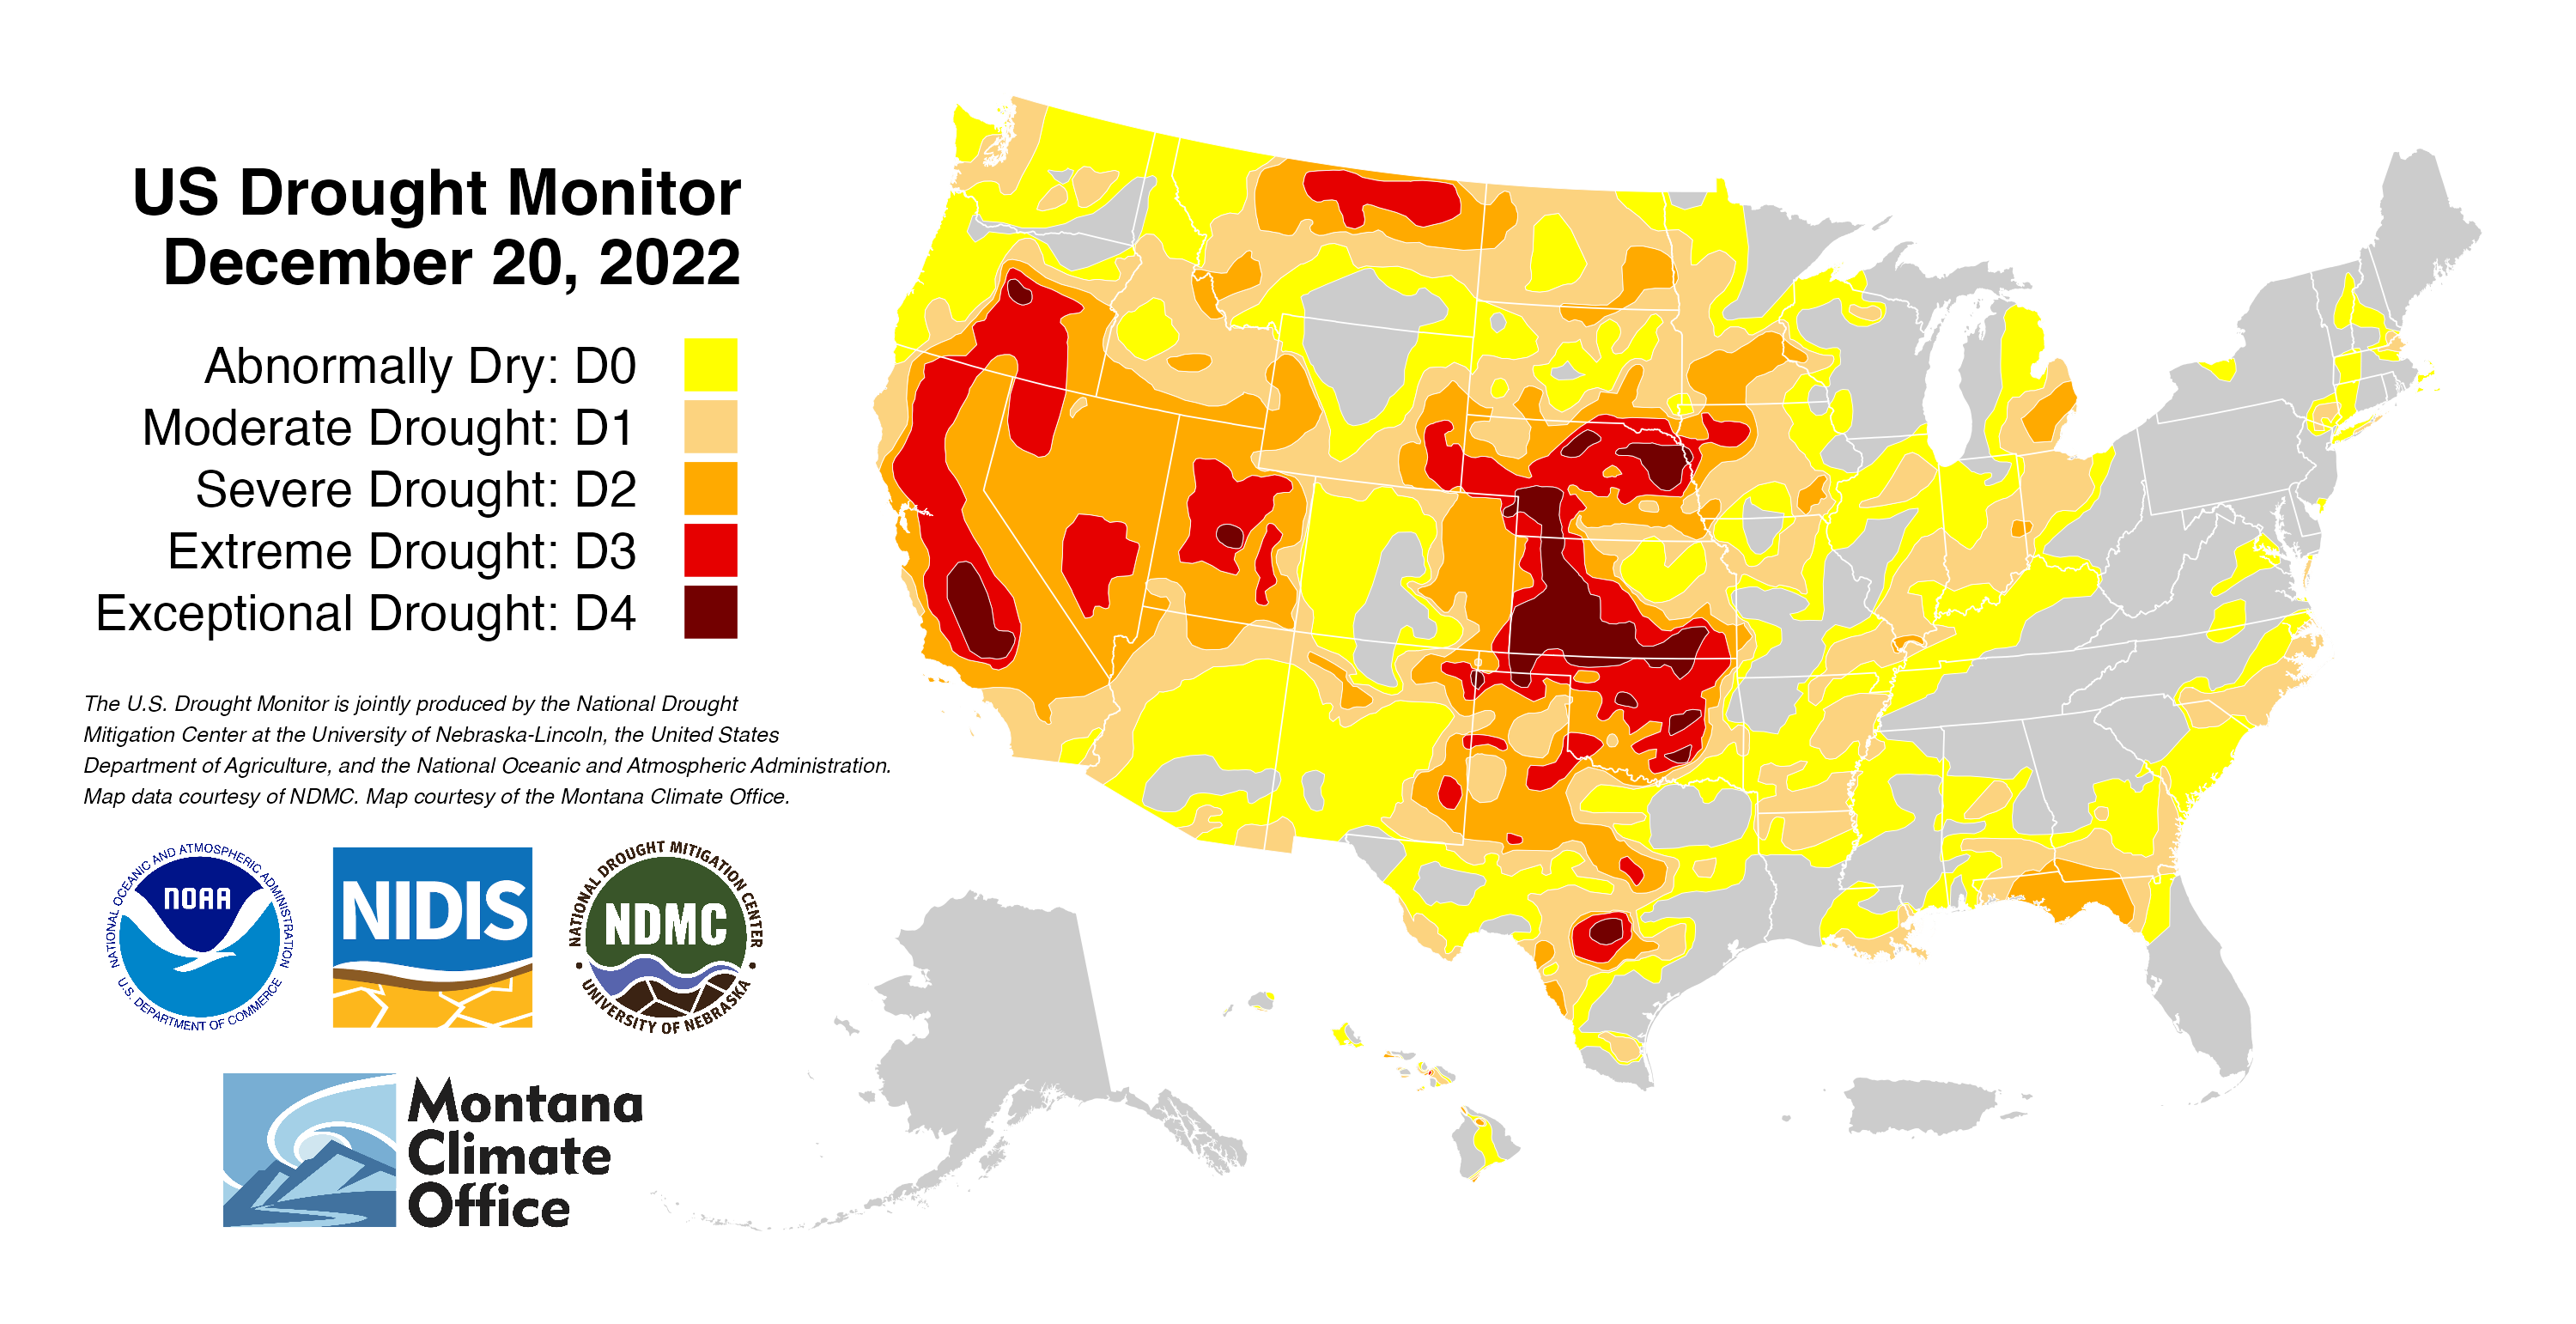 US Drought Monitor
December 20, 2022
Abnormally Dry: D0
Moderate Drought: D1
Severe Drought: D2
Extreme Drought: D3
Exceptional Drought: D4
The U.S. Drought Monitor is jointly produced by the National Drought
Mitigation Center at the University of Nebraska-Lincoln, the United States
Department of Agriculture, and the National Oceanic and Atmospheric Administration.
Map data courtesy of NDMC. Map courtesy of the Montana Climate Office.
NATIONAL OCEANIC AND ATMOSPHERIC ADMINISTRATION
NOAA
U.S. DEPARTMENT OF COMMERCE
NIDIS
NATIONAL DROUGHT MITIGATION CENTER
NDMC
UNIVERSITY OF NEBRASKA
Montana
Climate
Office